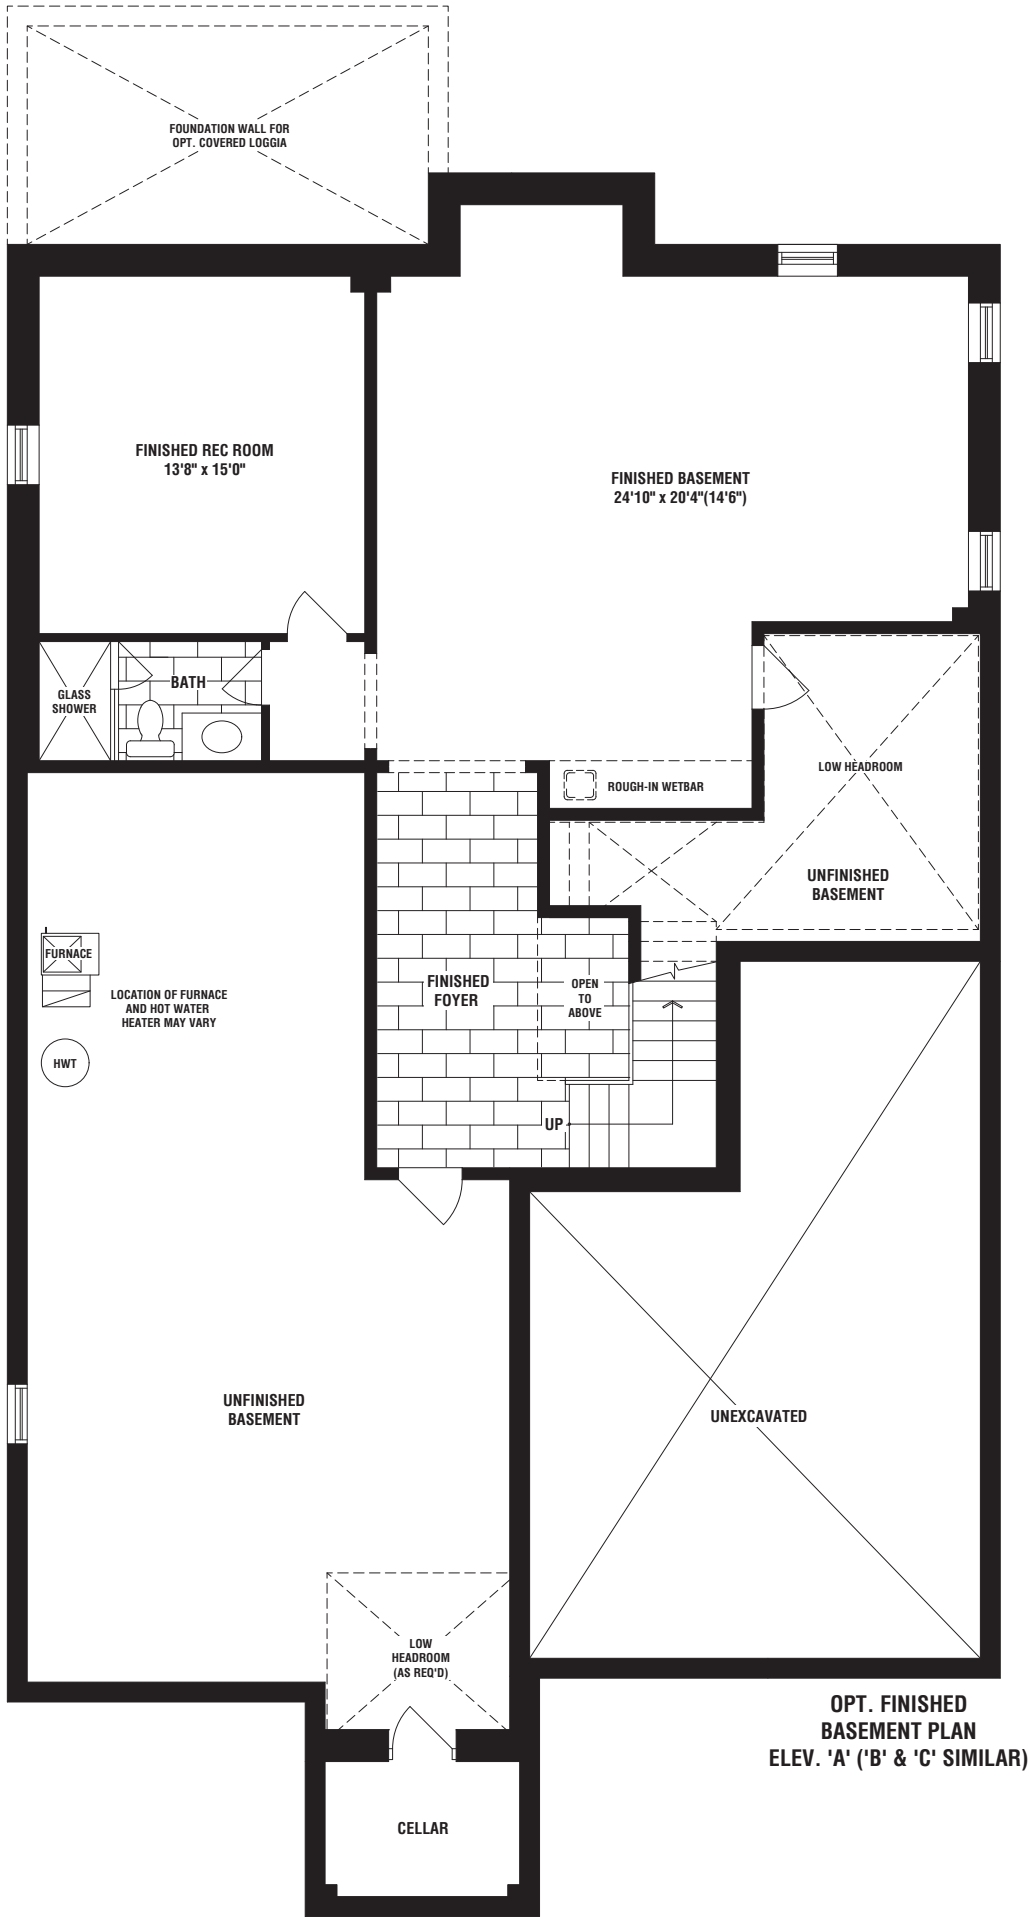 FOUNDATION WALL FOR
OPT. COVERED LOGGIA
FINISHED REC ROOM
13'8" x 15'0"
FINISHED BASEMENT
24'10" x 20'4"(14'6")
BATH
GLASS
SHOWER
LOW HEADROOM
ROUGH-IN WETBAR
UNFINISHED
BASEMENT
FURNACE
LOCATION OF FURNACE
AND HOT WATER
HEATER MAY VARY
HWT
FINISHED
FOYER
OPEN
TO
ABOVE
UP
UNFINISHED
BASEMENT
UNEXCAVATED
LOW
HEADROOM
(AS REQ'D)
CELLAR
OPT. FINISHED
BASEMENT PLAN
ELEV. 'A' ('B' & 'C' SIMILAR)